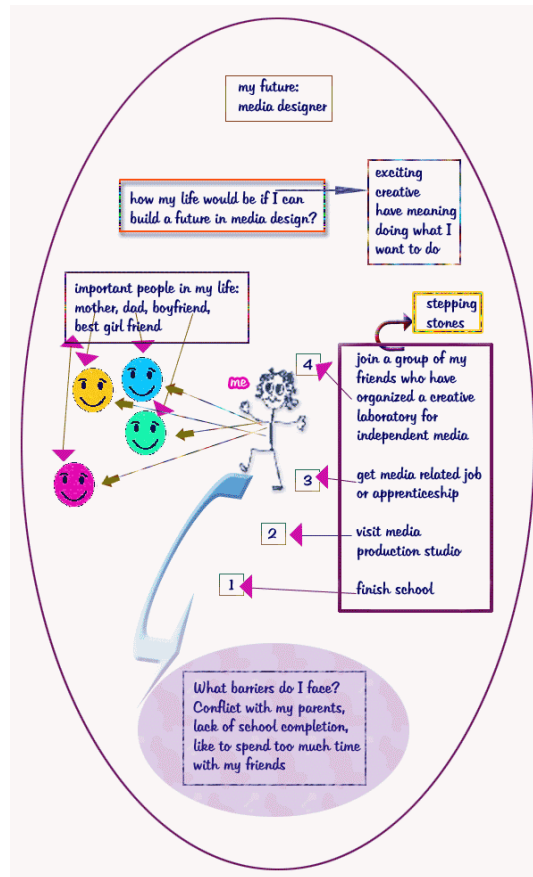 my future:
media designer
how my life would be if I can
build a future in media design?
exciting
creative
have meaning
doing what I
want to do
important people in my life:
mother, dad, boyfriend,
best girl friend
stepping
stones
me
4
join a group of my
friends who have
organized a creative
laboratory for
independent media
3
get media related job
or apprenticeship
2
visit media
production studio
1
finish school
What barriers do I face?
Conflict with my parents,
lack of school completion,
like to spend too much time
with my friends